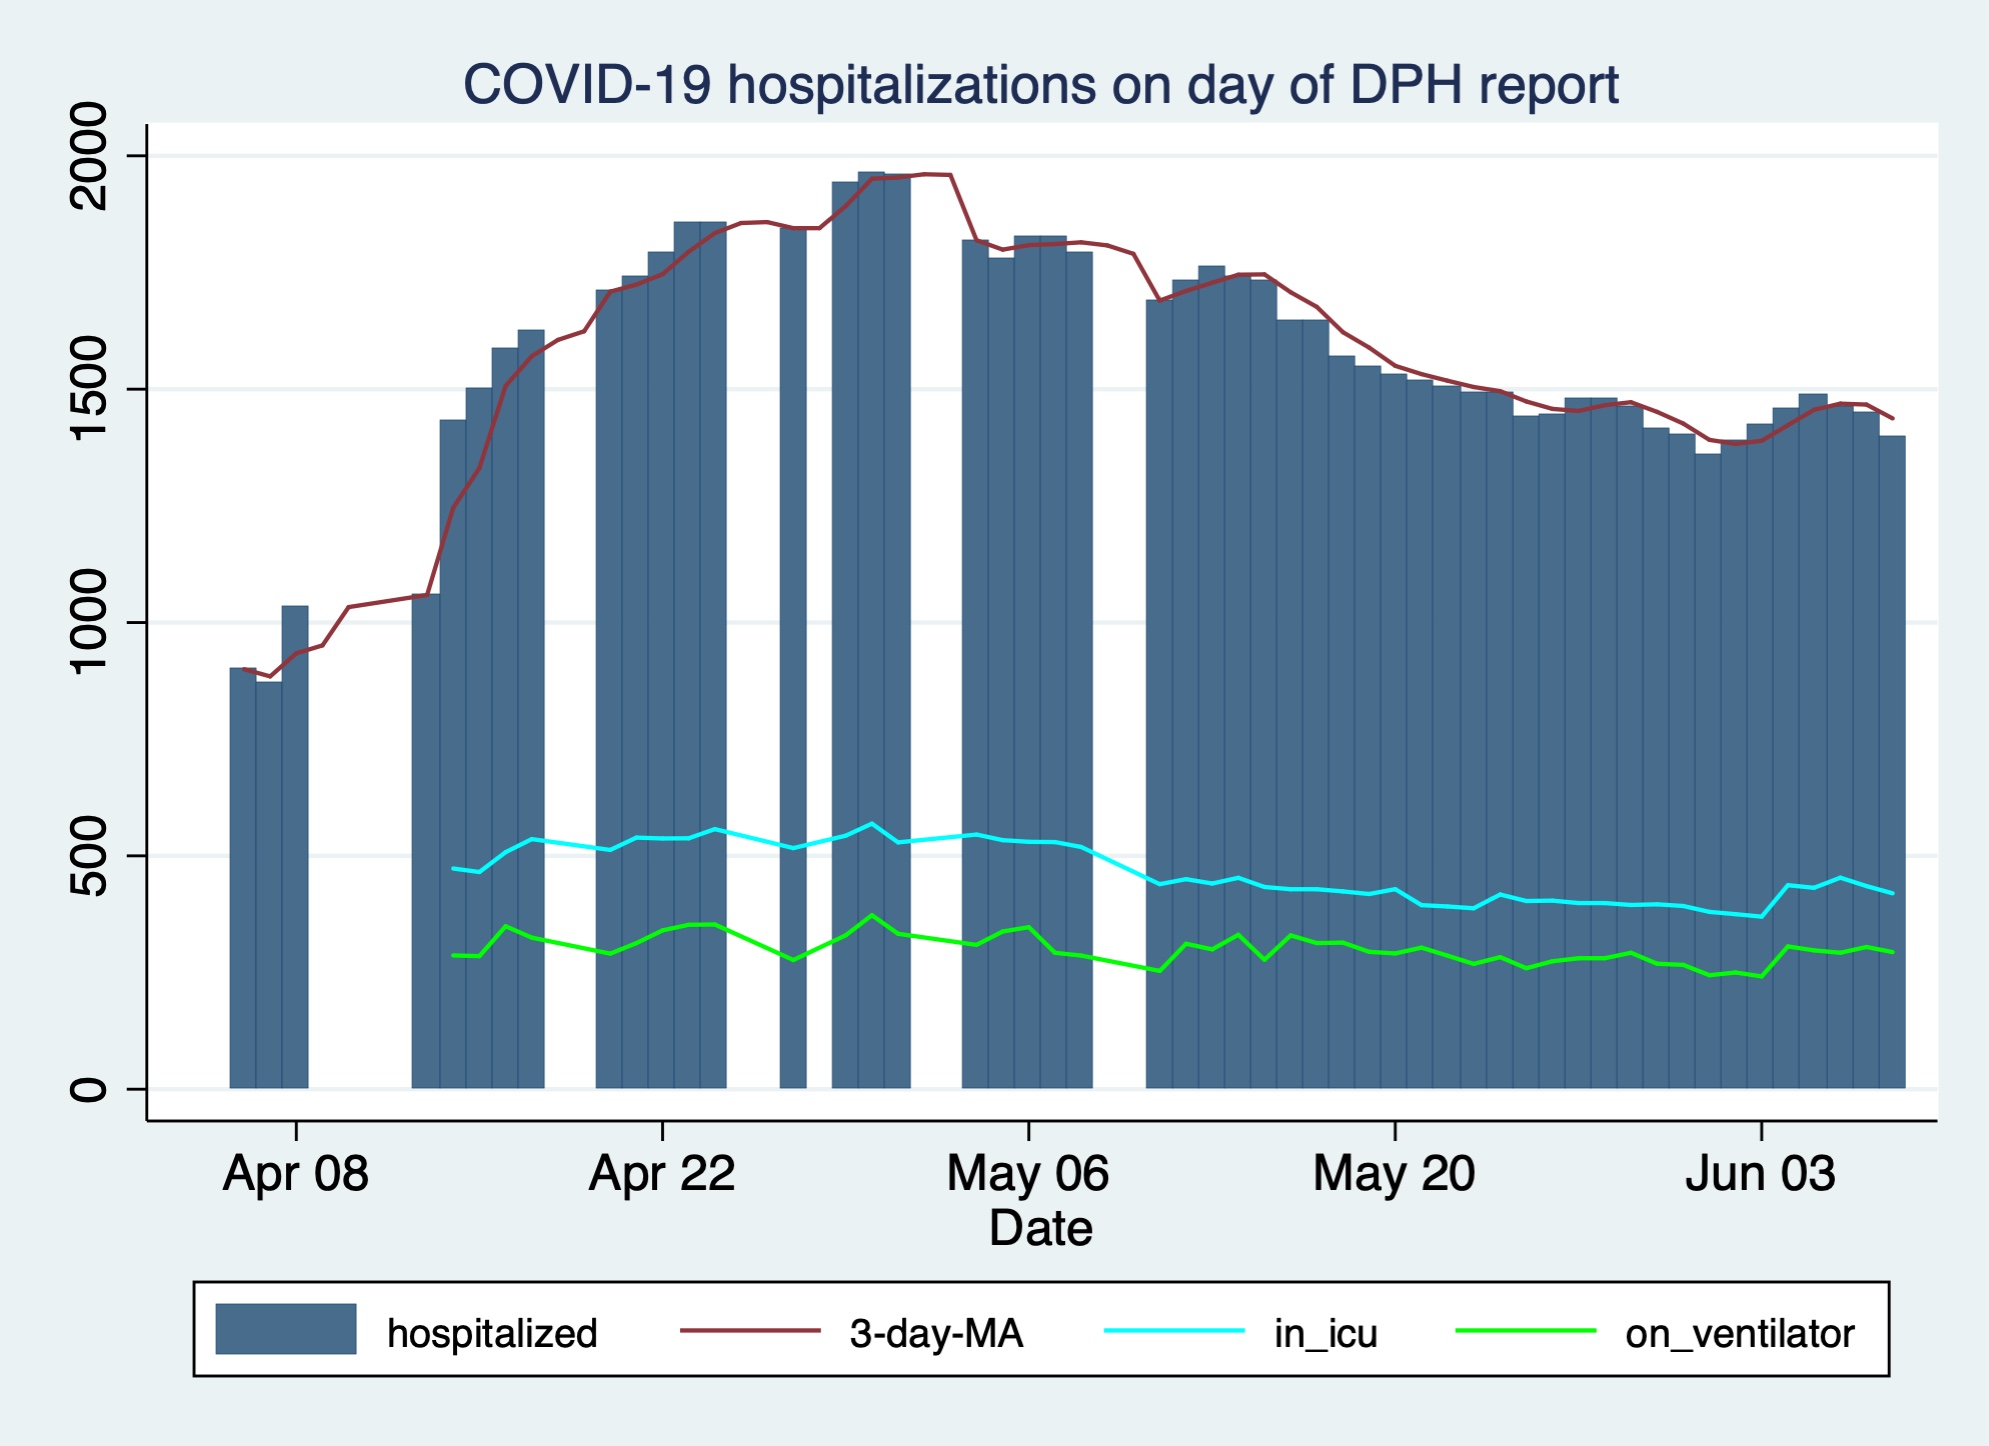 COVID-19 hospitalizations on day of DPH report
2000
1500
1000
500
0
Apr 08 Apr 22 May 06 May 20 Jun 03
Date
hospitalized 3-day-MA in_icu on_ventilator